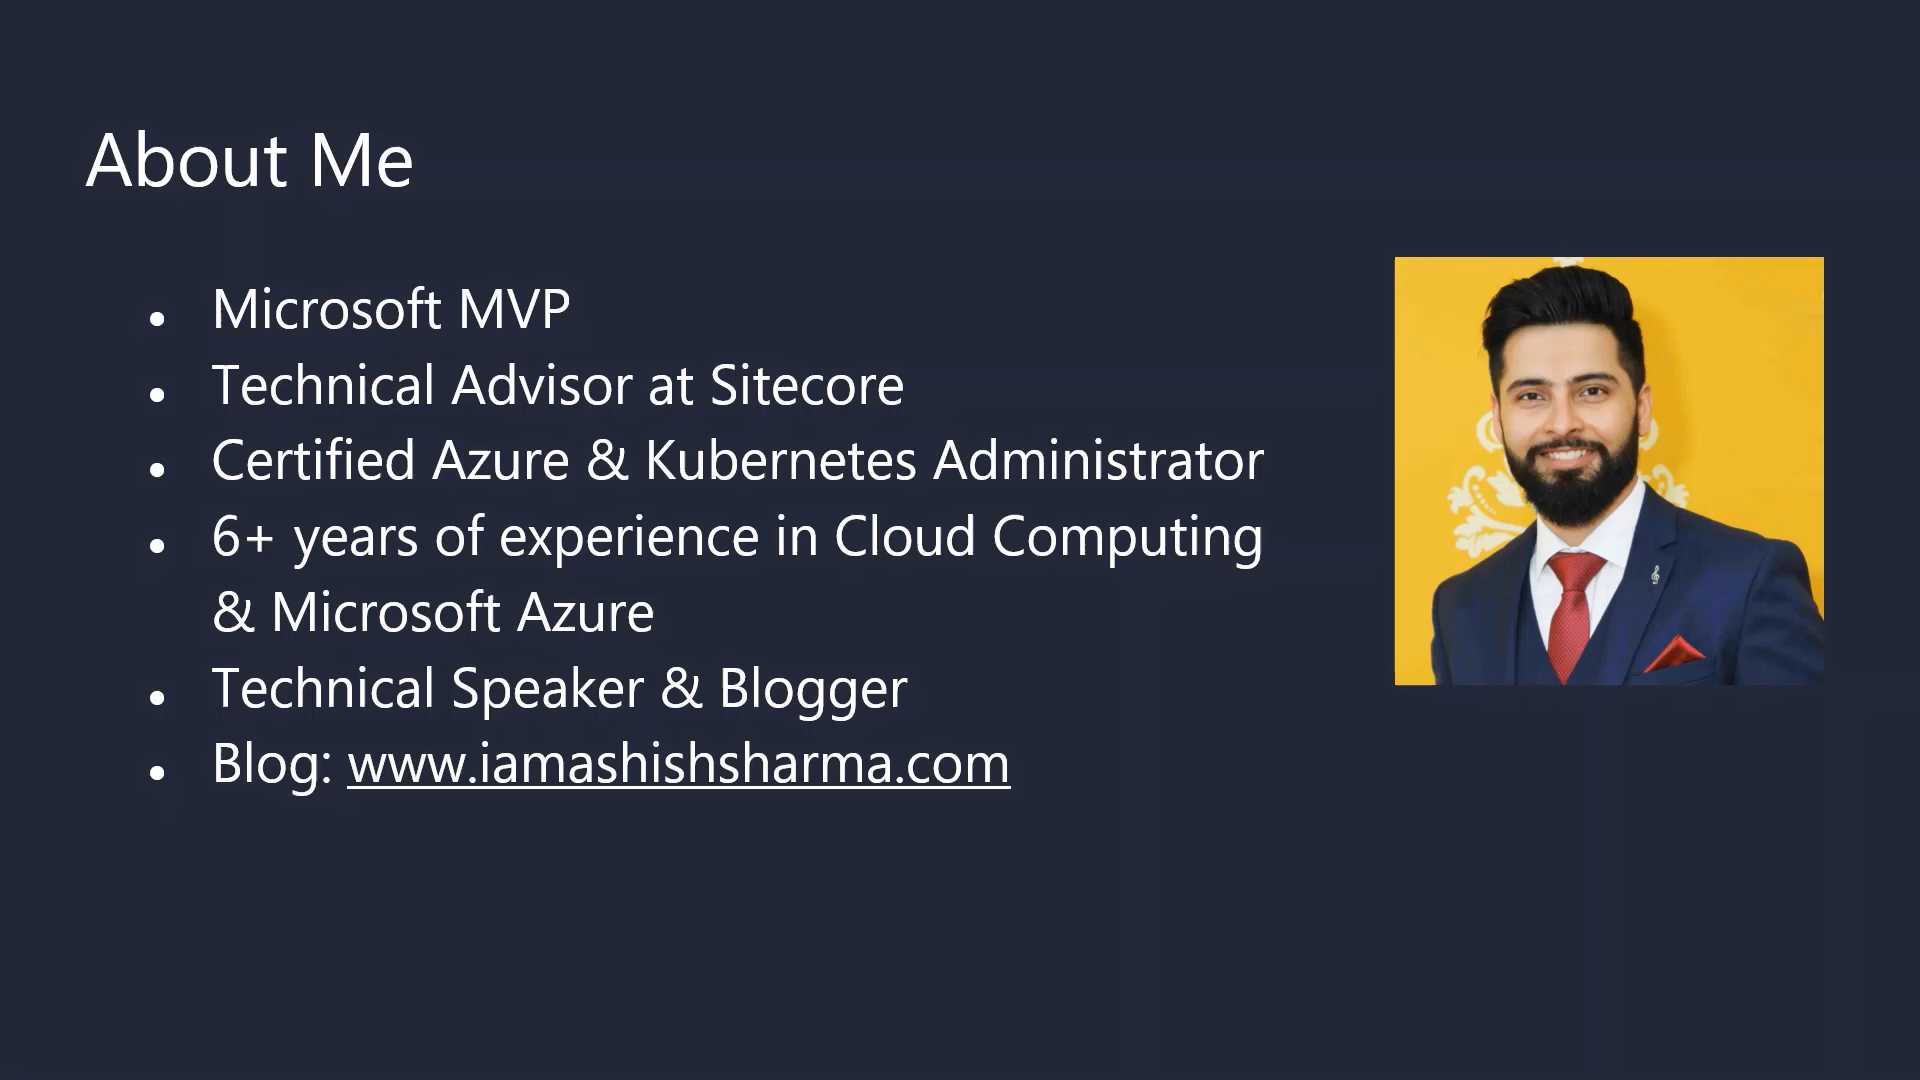 About Me
Microsoft MVP
Technical Advisor at Sitecore
Certified Azure & Kubernetes Administrator
6+ years of experience in Cloud Computing
& Microsoft Azure
Technical Speaker & Blogger
Blog: www.iamashishsharma.com